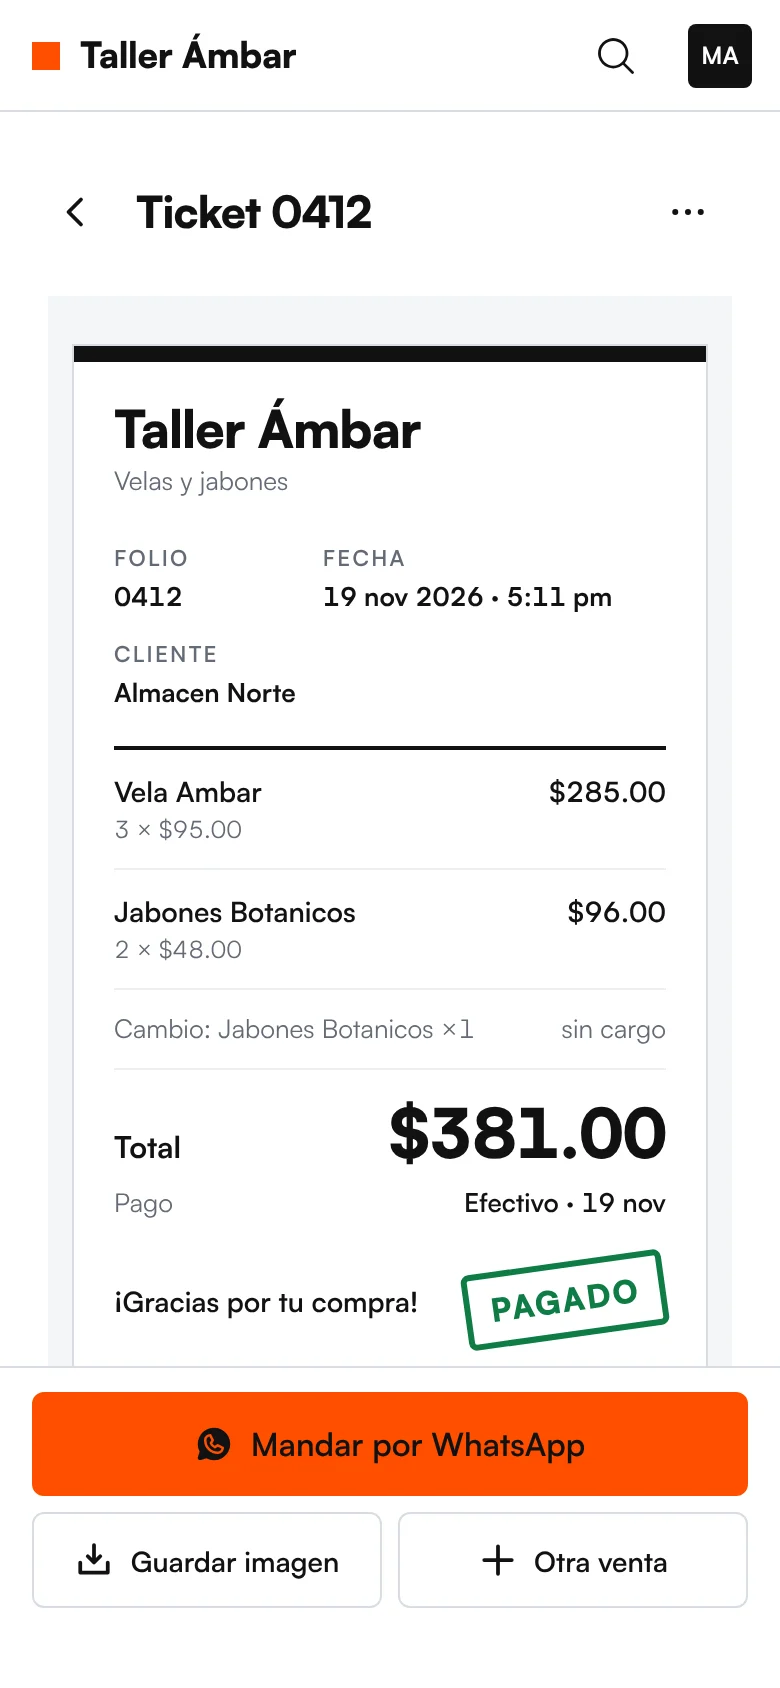 Taller Ámbar
MA
Ticket 0412
Taller Ámbar
Velas y jabones
FOLIO
FECHA
0412
19 nov 2026 · 5:11 pm
CLIENTE
Almacen Norte
Vela Ambar
$285.00
3 × $95.00
Jabones Botanicos
$96.00
2 × $48.00
Cambio: Jabones Botanicos ×1
sin cargo
Total
$381.00
Pago
Efectivo · 19 nov
¡Gracias por tu compra!
PAGADO
Mandar por WhatsApp
Guardar imagen
Otra venta